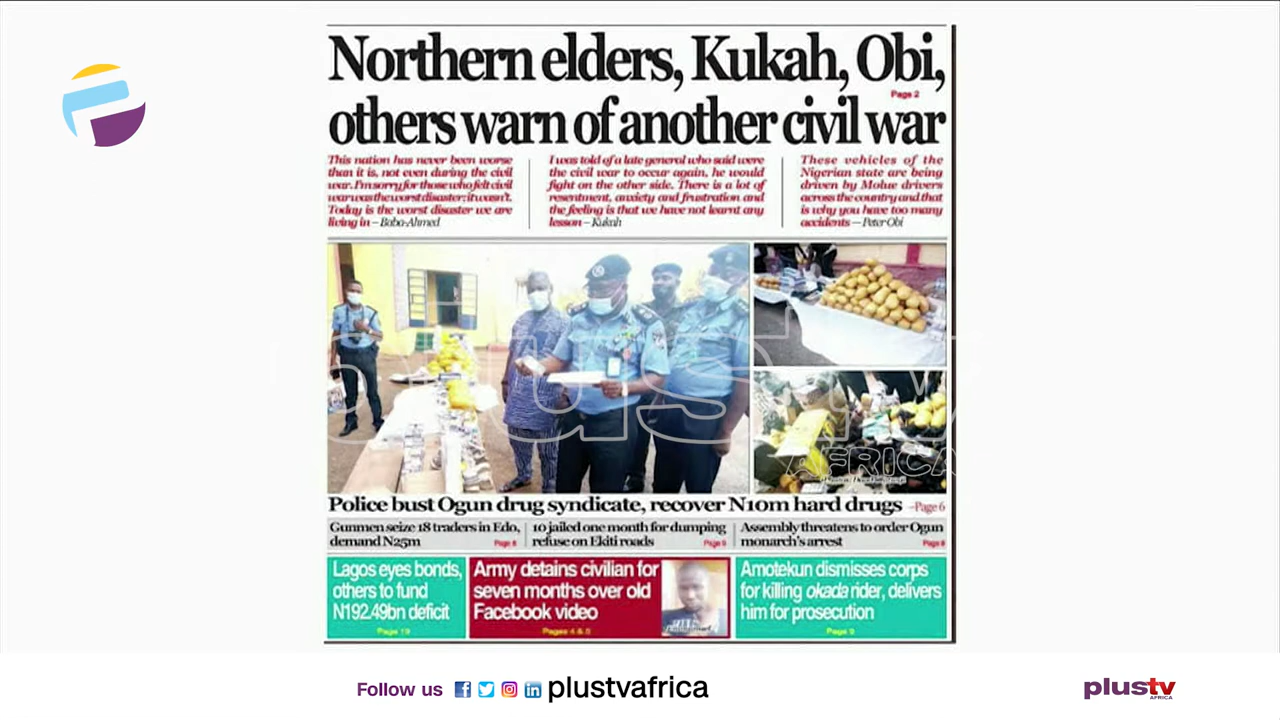 Northern elders, Kukah, Obi,
Page 2
others warn of another civil war
This nation has never been worse
than it is, not even during the civil
war. I'm sorry for those who felt civil
war was the worst disaster; it wasn't.
Today is the worst disaster we are
living in – Baba-Ahmed
I was told of a late general who said were
the civil war to occur again, he would
fight on the other side. There is a lot of
resentment, anxiety and frustration and
the feeling is that we have not learnt any
lesson – Kukah
These vehicles of the
Nigerian state are being
driven by Molue drivers
across the country and that
is why you have too many
accidents — Peter Obi
plustv
AFRICA
Police bust Ogun drug syndicate, recover N10m hard drugs –Page 6
Gunmen seize 18 traders in Edo,
demand N25m
10 jailed one month for dumping
refuse on Ekiti roads
Assembly threatens to order Ogun
monarch's arrest
Lagos eyes bonds,
others to fund
N192.49bn deficit
Page 19
Army detains civilian for
seven months over old
Facebook video
Pages 4 & 5
Amotekun dismisses corps
for killing okada rider, delivers
him for prosecution
Page 9
Follow us plustvafrica
plustv
AFRICA